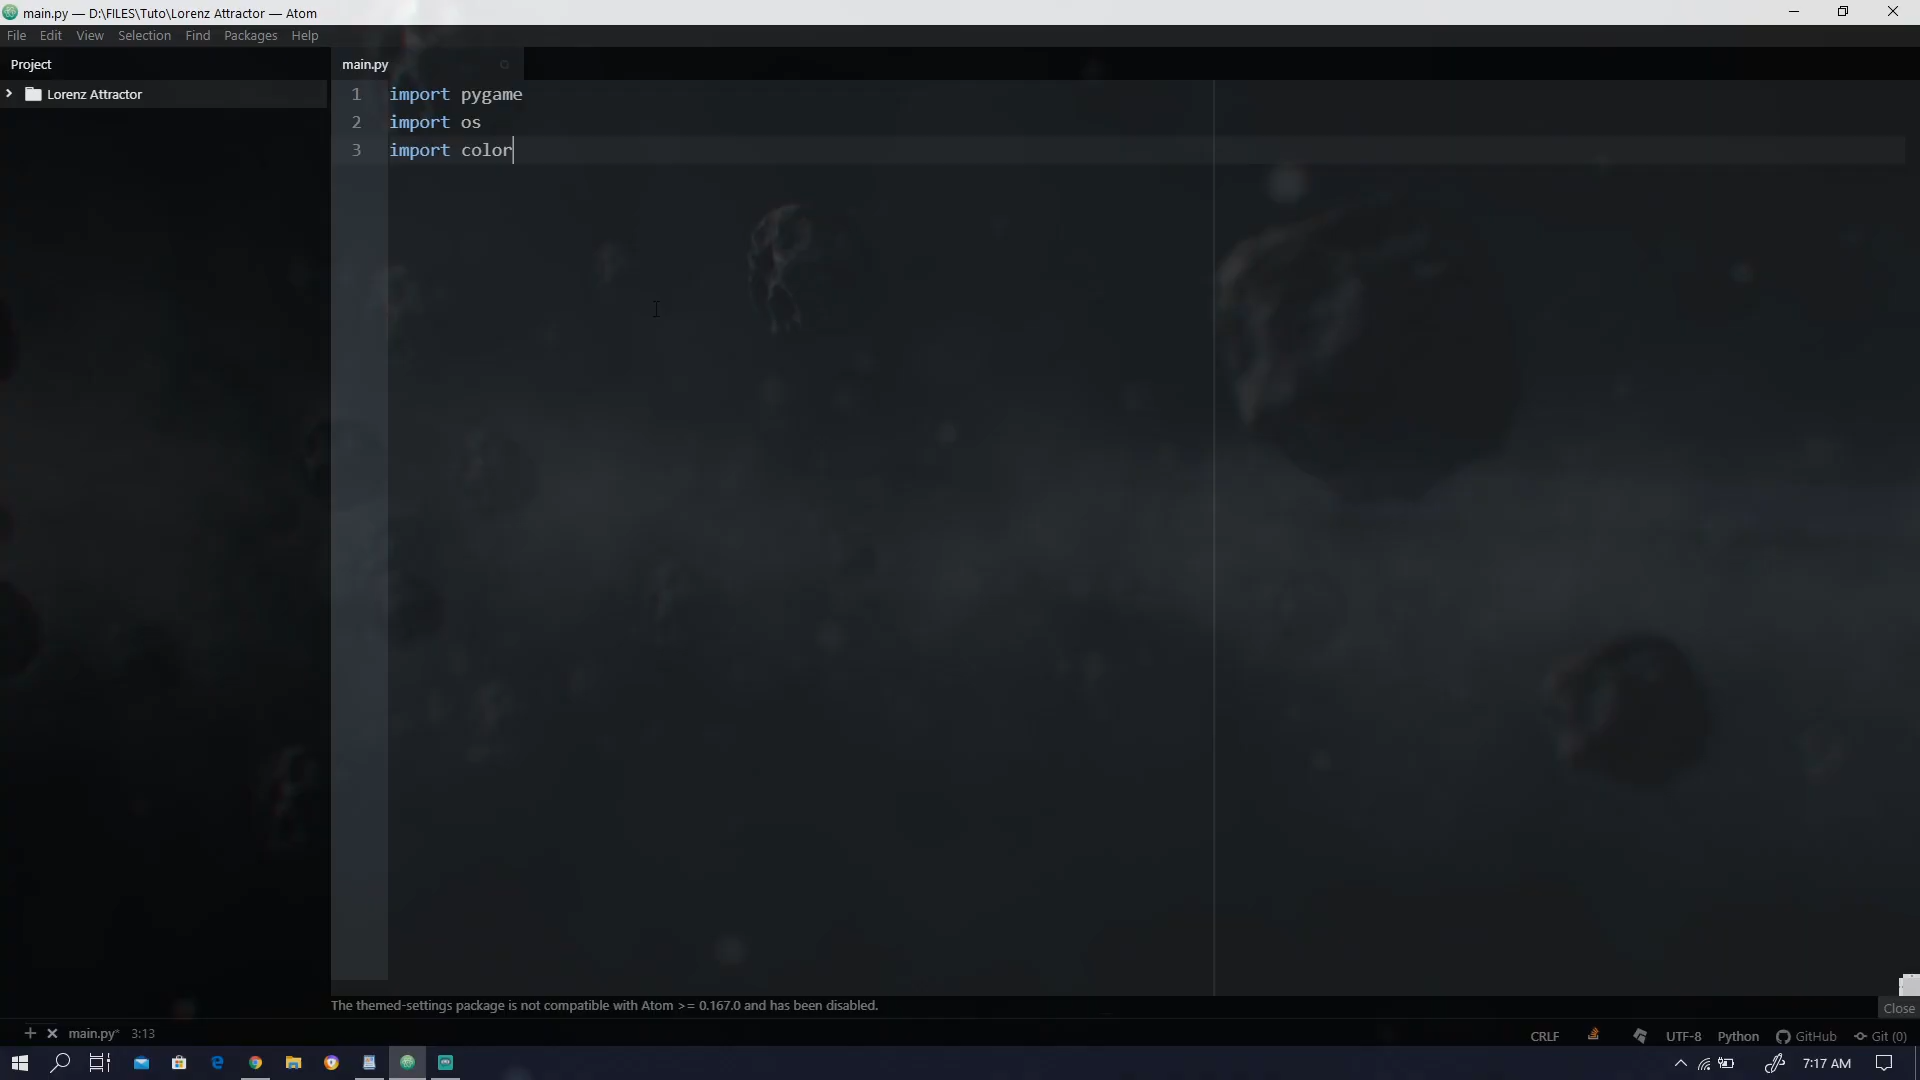 main.py — D:\FILES\Tuto\Lorenz Attractor — Atom
File Edit View Selection Find Packages Help
Project
main.py
Lorenz Attractor
1 import pygame
2 import os
3 import color
The themed-settings package is not compatible with Atom >= 0.167.0 and has been disabled.
Close
main.py* 3:13
CRLF UTF-8 Python GitHub Git (0)
7:17 AM